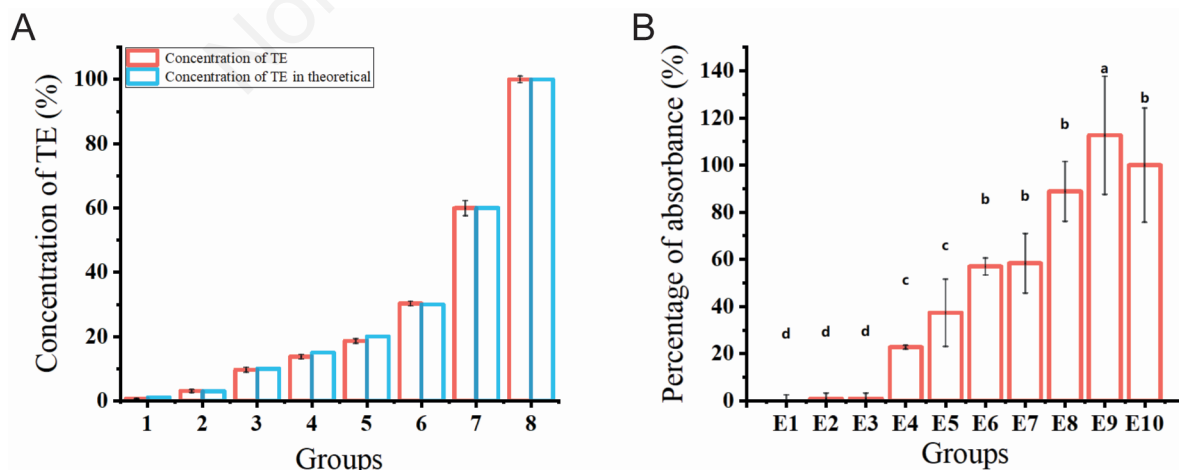 A
Concentration of TE (%)
100
80
60
40
20
0
Concentration of TE
Concentration of TE in theoretical
1 2 3 4 5 6 7 8
Groups
B
Percentage of absorbance (%)
140
120
100
80
60
40
20
0
d d d c c b b b a b
E1 E2 E3 E4 E5 E6 E7 E8 E9 E10
Groups